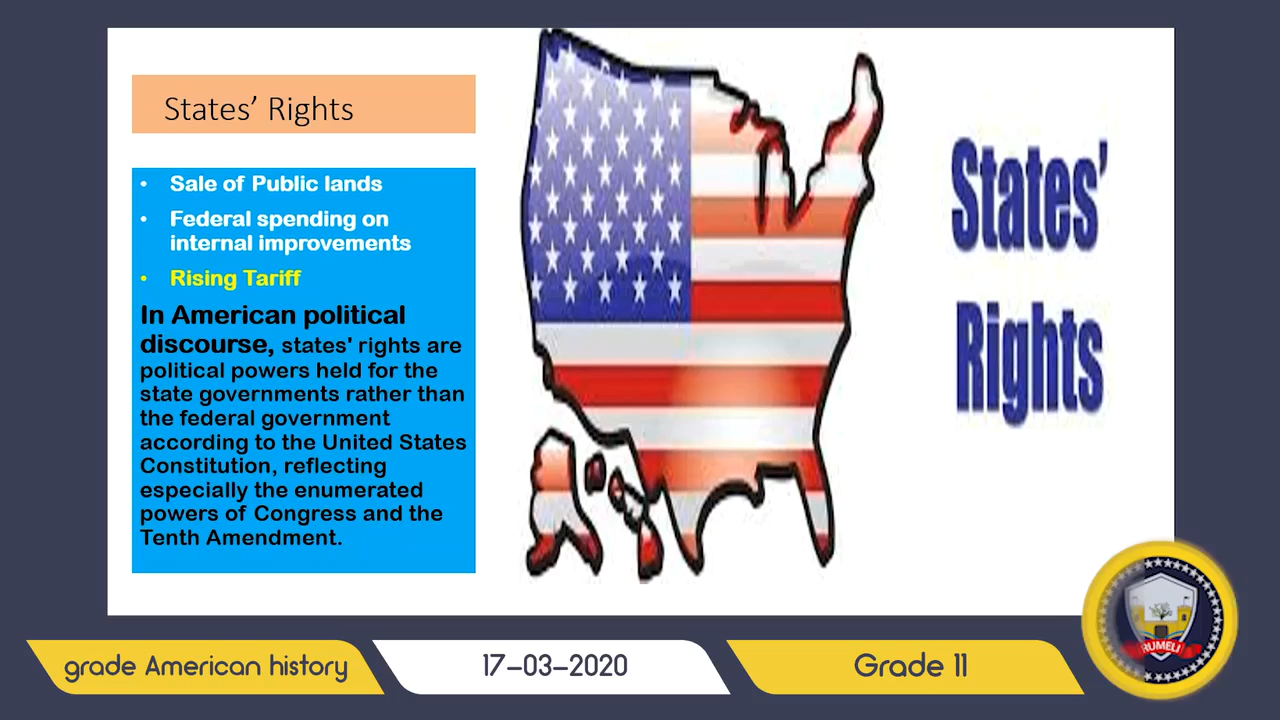 States’ Rights
• Sale of Public lands
• Federal spending on
internal improvements
• Rising Tariff
In American political
discourse, states' rights are
political powers held for the
state governments rather than
the federal government
according to the United States
Constitution, reflecting
especially the enumerated
powers of Congress and the
Tenth Amendment.
States’
Rights
grade American history
17-03-2020
Grade 11
RUMELI